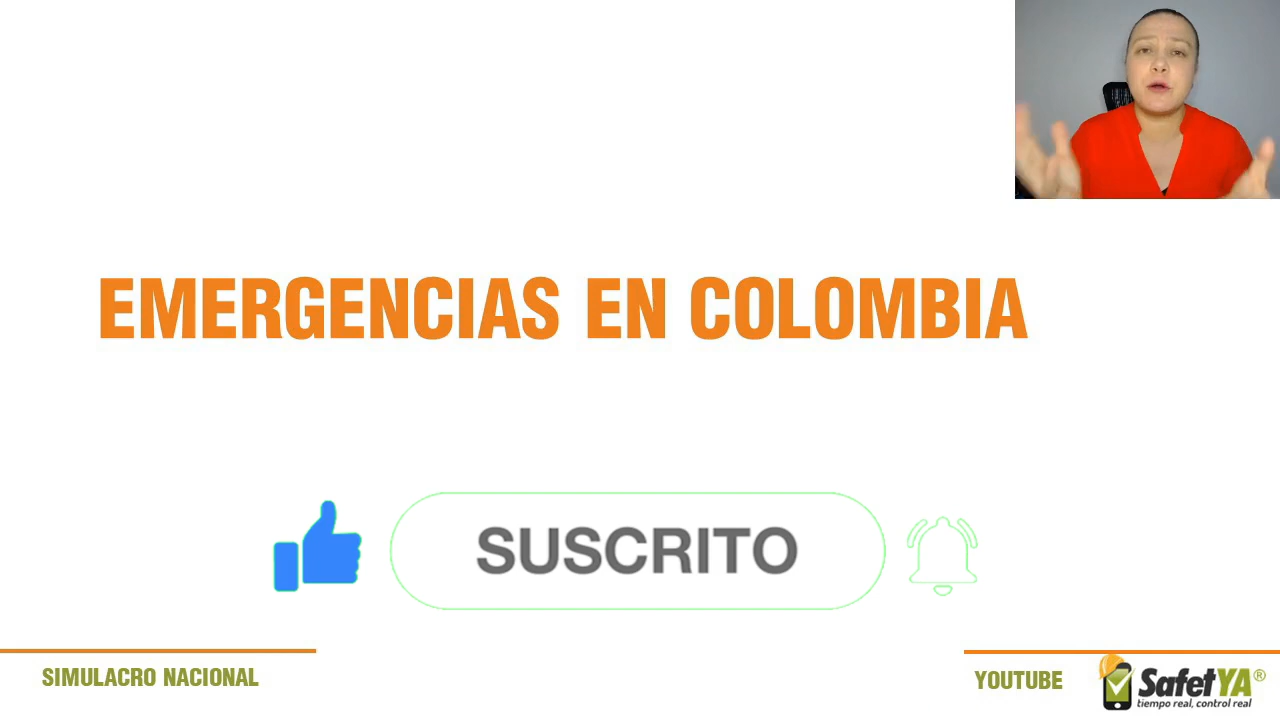 EMERGENCIAS EN COLOMBIA
SUSCRITO
SIMULACRO NACIONAL
YOUTUBE
SafetYA®
tiempo real, control real